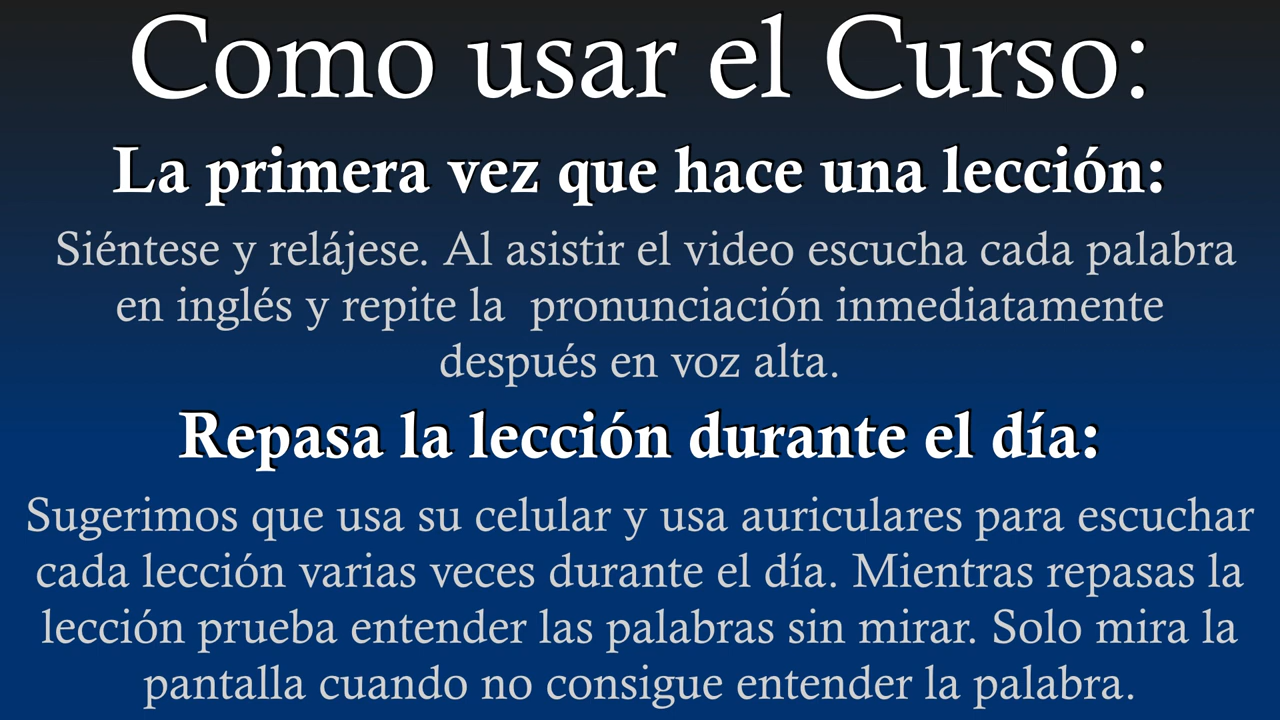 Como usar el Curso:
La primera vez que hace una lección:
Siéntese y relájese. Al asistir el video escucha cada palabra
en inglés y repite la pronunciación inmediatamente
después en voz alta.
Repasa la lección durante el día:
Sugerimos que usa su celular y usa auriculares para escuchar
cada lección varias veces durante el día. Mientras repasas la
lección prueba entender las palabras sin mirar. Solo mira la
pantalla cuando no consigue entender la palabra.